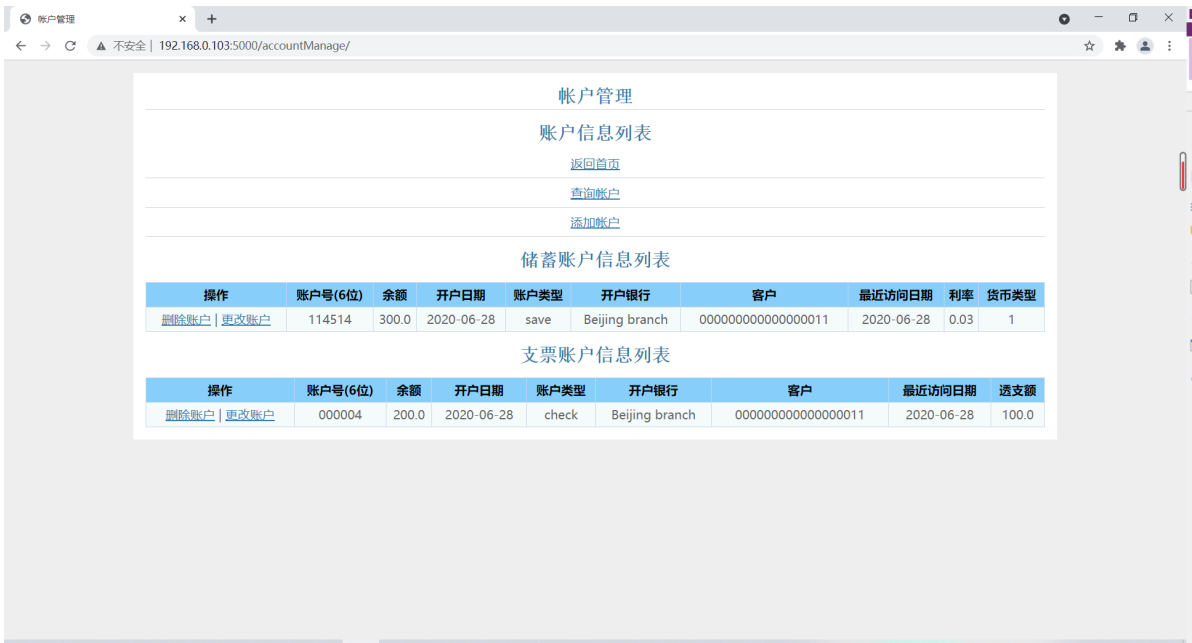 帐户管理
不安全 | 192.168.0.103:5000/accountManage/
帐户管理
账户信息列表
返回首页
查询帐户
添加帐户
储蓄账户信息列表
操作 账户号(6位) 余额 开户日期 账户类型 开户银行 客户 最近访问日期 利率 货币类型
删除账户 | 更改账户 114514 300.0 2020-06-28 save Beijing branch 000000000000000011 2020-06-28 0.03 1
支票账户信息列表
操作 账户号(6位) 余额 开户日期 账户类型 开户银行 客户 最近访问日期 透支额
删除账户 | 更改账户 000004 200.0 2020-06-28 check Beijing branch 000000000000000011 2020-06-28 100.0